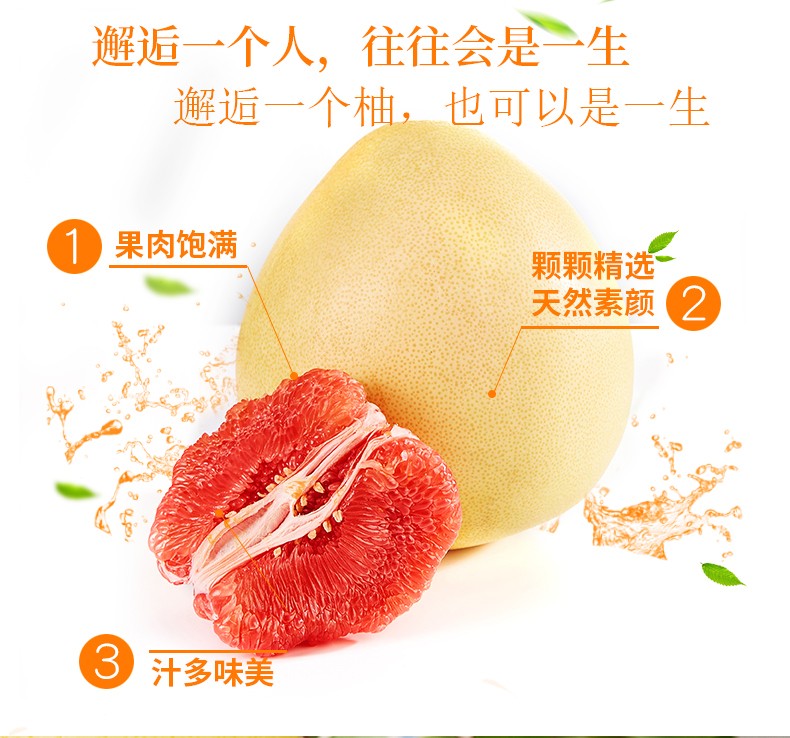 邂逅一个人，往往会是一生
邂逅一个柚，也可以是一生
1 果肉饱满
颗颗精选
天然素颜 2
3 汁多味美